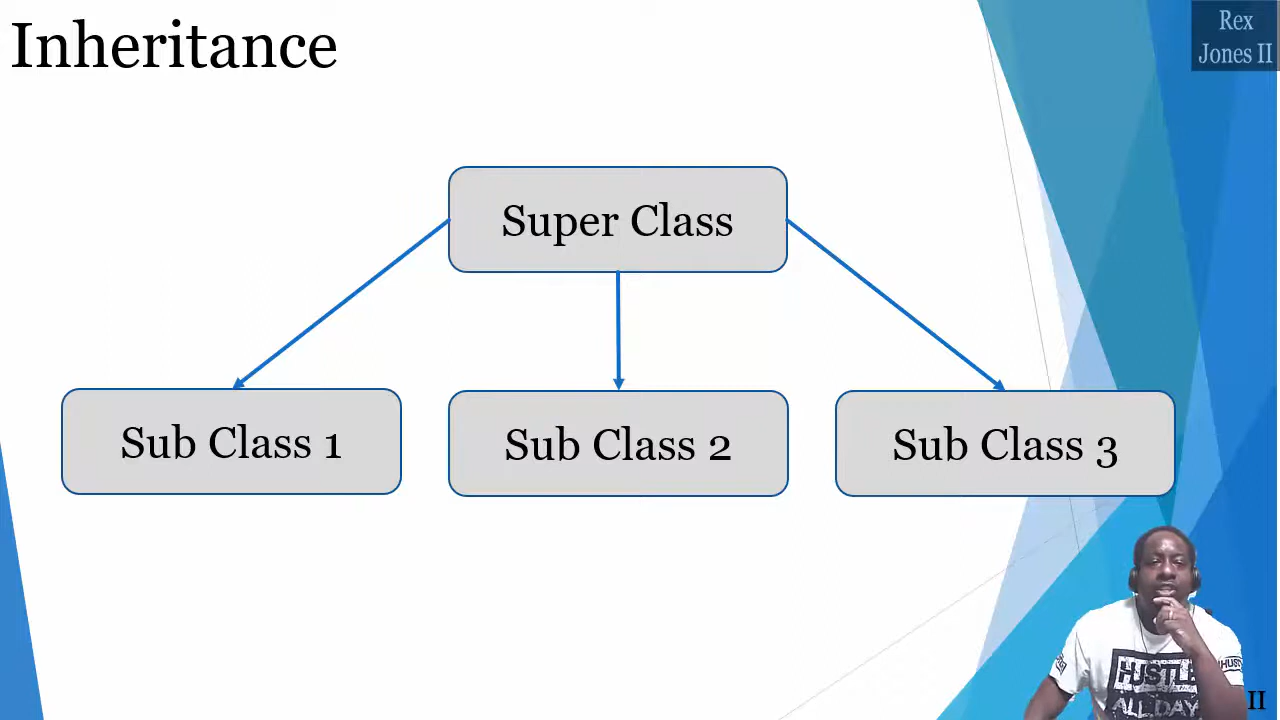 Inheritance
Rex
Jones II
Super Class
Sub Class 1
Sub Class 2
Sub Class 3
HUSTLE
ALL DAY
HUST
II